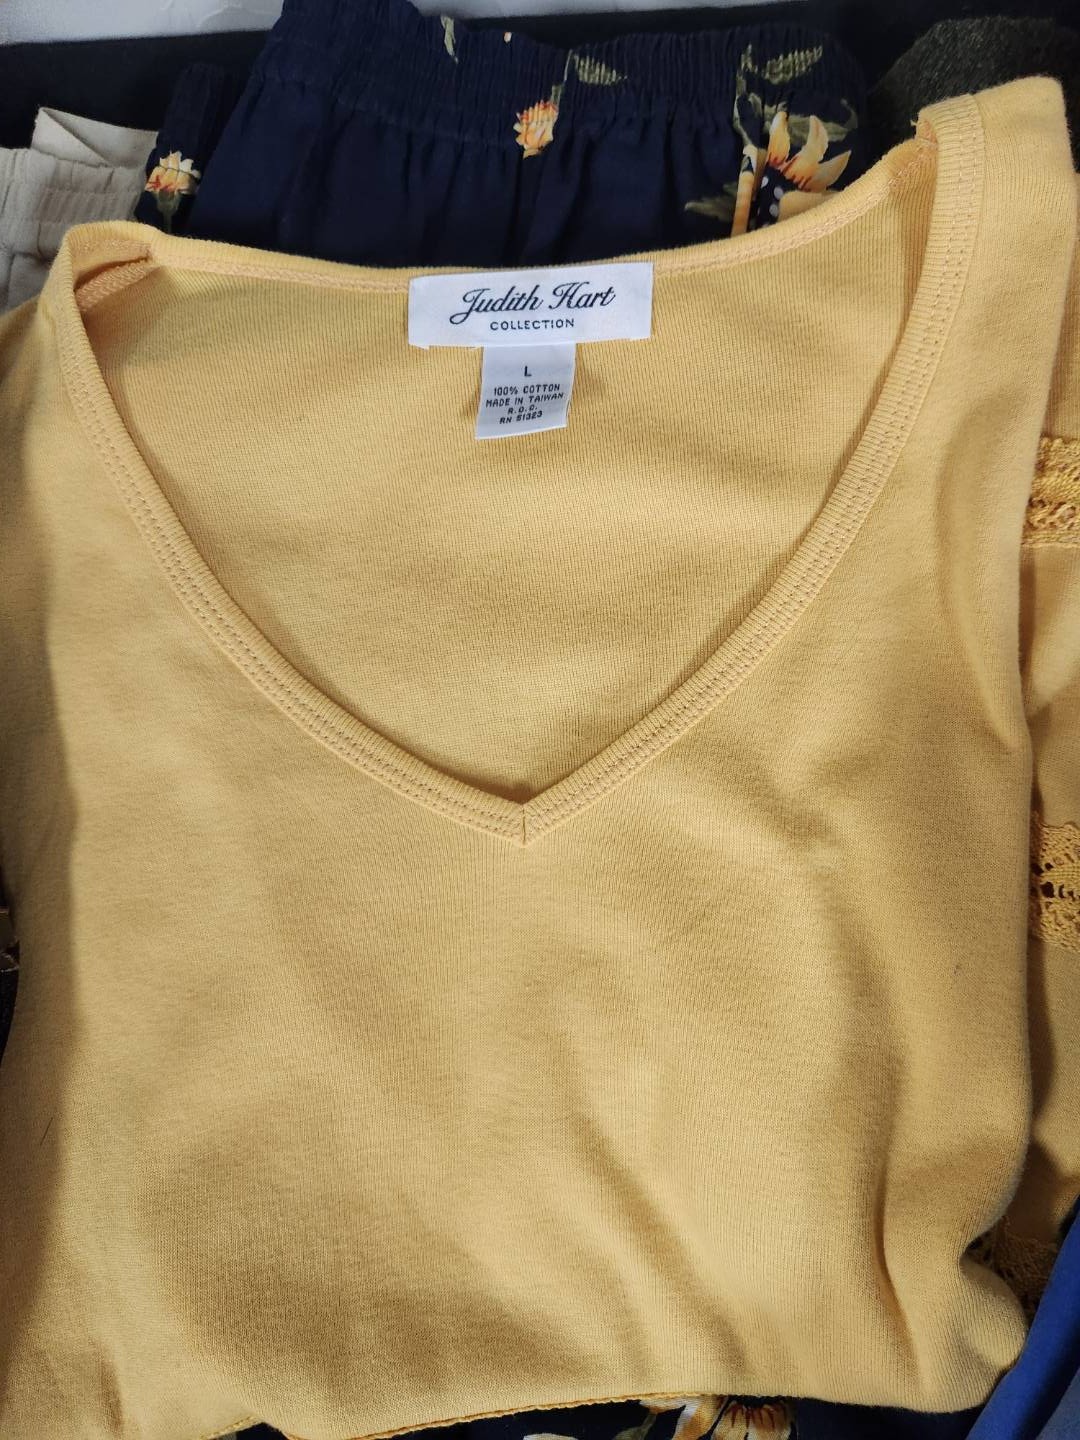 Judith Hart
COLLECTION
L
100% COTTON
MADE IN TAIWAN
R.O.C.
RN 51323